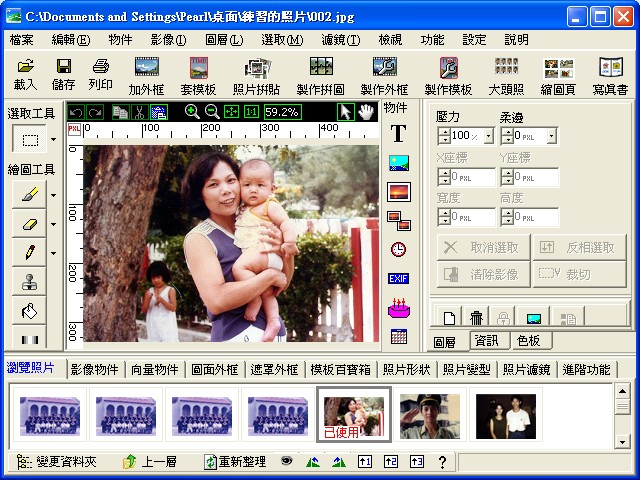 C:\Documents and Settings\Pearl\桌面\練習的照片\002.jpg
檔案 編輯(E) 物件 影像(I) 圖層(L) 選取(M) 濾鏡(T) 檢視 功能 設定 說明
載入 儲存 列印 加外框 套模板 照片拼貼 製作拼圖 製作外框 製作模板 大頭照 縮圖頁 寫真書
選取工具
繪圖工具
1:1 59.2%
PXL 0 100 200 300 400
0
100
200
300
物件
T
EXIF
壓力 柔邊
100 % 0 PXL
X座標 Y座標
0 PXL 0 PXL
寬度 高度
0 PXL 0 PXL
取消選取 反相選取
清除影像 裁切
圖層 資訊 色板
瀏覽照片 影像物件 向量物件 圖面外框 遮罩外框 模板百寶箱 照片形狀 照片變型 照片濾鏡 進階功能
已使用
變更資料夾 上一層 重新整理 1 2 3 ?